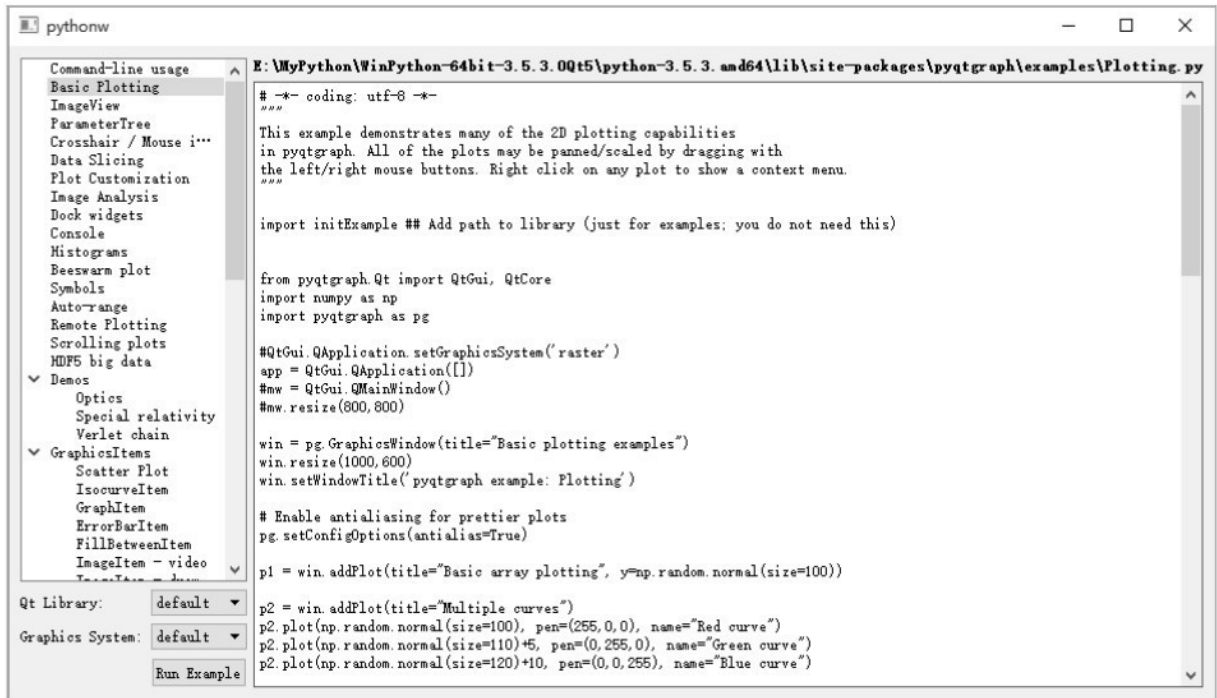 pythonw
Command-line usage
Basic Plotting
ImageView
ParameterTree
Crosshair / Mouse i···
Data Slicing
Plot Customization
Image Analysis
Dock widgets
Console
Histograms
Beeswarm plot
Symbols
Auto-range
Remote Plotting
Scrolling plots
HDF5 big data
Demos
Optics
Special relativity
Verlet chain
GraphicsItems
Scatter Plot
IsocurveItem
GraphItem
ErrorBarItem
FillBetweenItem
ImageItem - video
Qt Library: default
Graphics System: default
Run Example
E:\MyPython\WinPython-64bit-3.5.3.0Qt5\python-3.5.3.amd64\lib\site-packages\pyqtgraph\examples\Plotting.py
# -*- coding: utf-8 -*-
"""
This example demonstrates many of the 2D plotting capabilities
in pyqtgraph. All of the plots may be panned/scaled by dragging with
the left/right mouse buttons. Right click on any plot to show a context menu.
"""
import initExample ## Add path to library (just for examples; you do not need this)
from pyqtgraph.Qt import QtGui, QtCore
import numpy as np
import pyqtgraph as pg
#QtGui.QApplication.setGraphicsSystem('raster')
app = QtGui.QApplication([])
#mw = QtGui.QMainWindow()
#mw.resize(800,800)
win = pg.GraphicsWindow(title="Basic plotting examples")
win.resize(1000,600)
win.setWindowTitle('pyqtgraph example: Plotting')
# Enable antialiasing for prettier plots
pg.setConfigOptions(antialias=True)
p1 = win.addPlot(title="Basic array plotting", y=np.random.normal(size=100))
p2 = win.addPlot(title="Multiple curves")
p2.plot(np.random.normal(size=100), pen=(255,0,0), name="Red curve")
p2.plot(np.random.normal(size=110)+5, pen=(0,255,0), name="Green curve")
p2.plot(np.random.normal(size=120)+10, pen=(0,0,255), name="Blue curve")